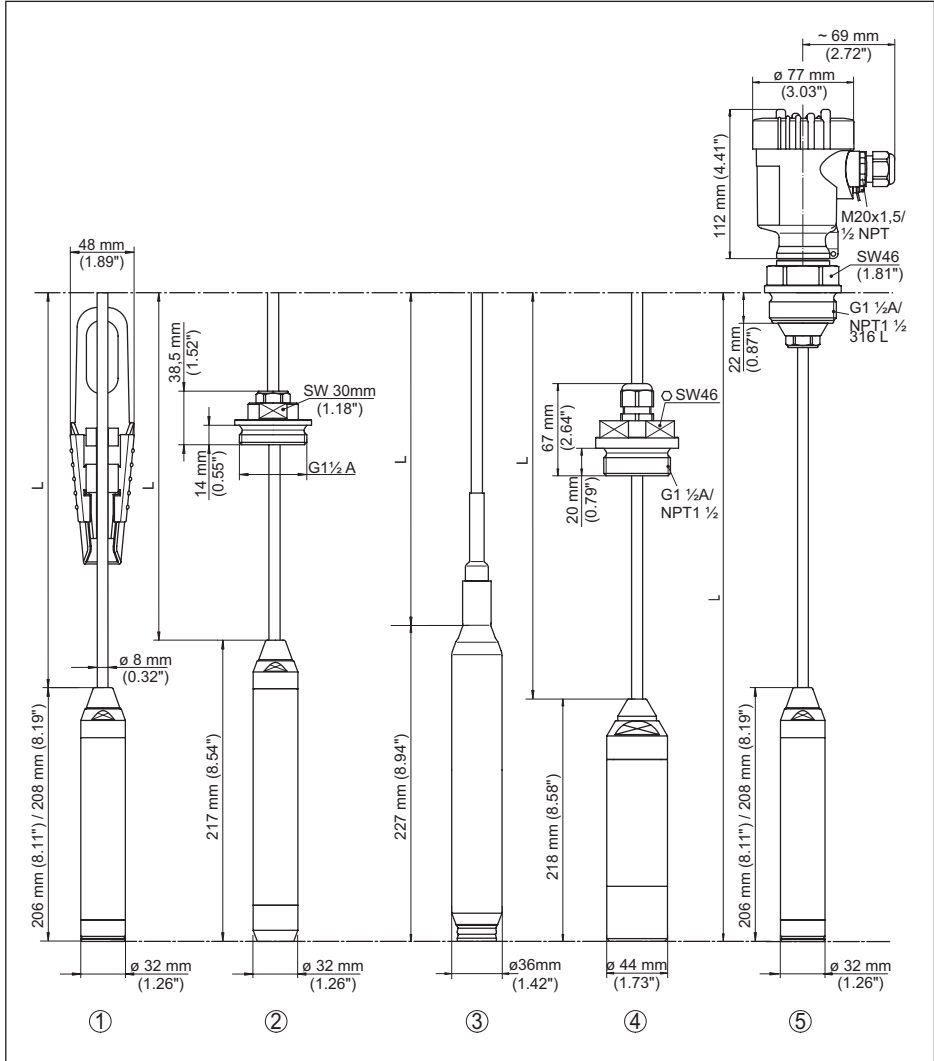 ~ 69 mm
(2.72")
ø 77 mm
(3.03")
112 mm (4.41")
M20x1,5/
½ NPT
SW46
(1.81")
G1 ½A/
NPT1 ½
316 L
22 mm
(0.87")
48 mm
(1.89")
38,5 mm
(1.52")
SW 30mm
(1.18")
14 mm
(0.55")
G1½ A
67 mm
(2.64")
SW46
20 mm
(0.79")
G1 ½A/
NPT1 ½
L
L
L
L
L
ø 8 mm
(0.32")
206 mm (8.11") / 208 mm (8.19")
217 mm (8.54")
227 mm (8.94")
218 mm (8.58")
206 mm (8.11") / 208 mm (8.19")
ø 32 mm
(1.26")
ø 32 mm
(1.26")
ø36mm
(1.42")
ø 44 mm
(1.73")
ø 32 mm
(1.26")
① ② ③ ④ ⑤